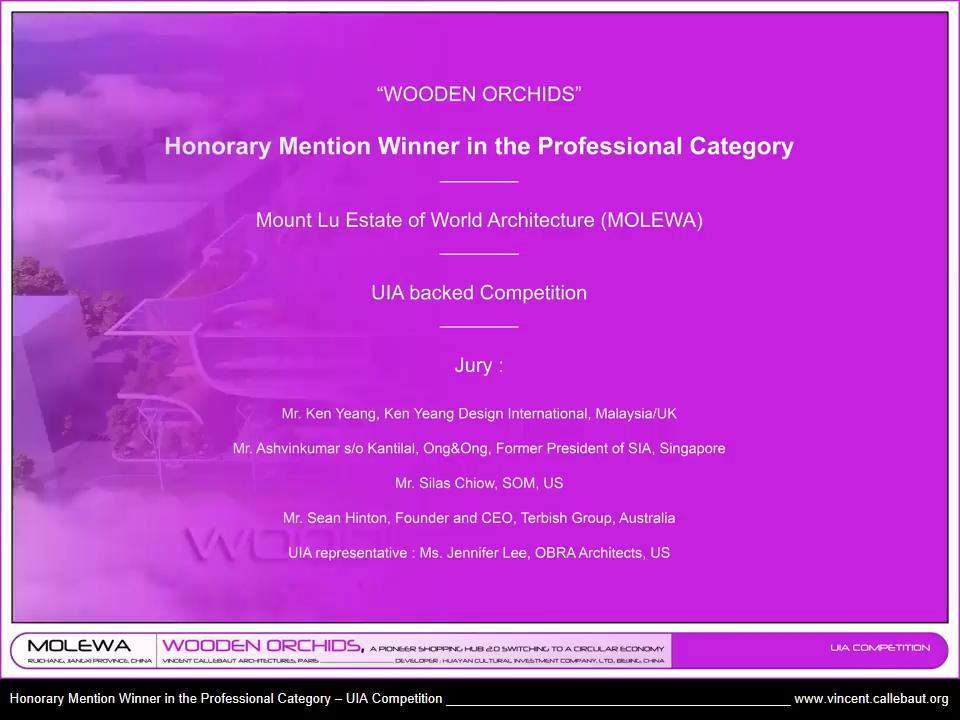 “WOODEN ORCHIDS”
Honorary Mention Winner in the Professional Category
Mount Lu Estate of World Architecture (MOLEWA)
UIA backed Competition
Jury :
Mr. Ken Yeang, Ken Yeang Design International, Malaysia/UK
Mr. Ashvinkumar s/o Kantilal, Ong&Ong, Former President of SIA, Singapore
Mr. Silas Chiow, SOM, US
Mr. Sean Hinton, Founder and CEO, Terbish Group, Australia
WOOD
UIA representative : Ms. Jennifer Lee, OBRA Architects, US
MOLEWA WOODEN ORCHIDS, A PIONEER SHOPPING HUB 2.0 SWITCHING TO A CIRCULAR ECONOMY UIA COMPETITION
RUICHANG, JIANGXI PROVINCE, CHINA VINCENT CALLEBAUT ARCHITECTURES, PARIS DEVELOPER : HUAYAN CULTURAL INVESTMENT COMPANY, LTD, BEIJING, CHINA
Honorary Mention Winner in the Professional Category – UIA Competition www.vincent.callebaut.org